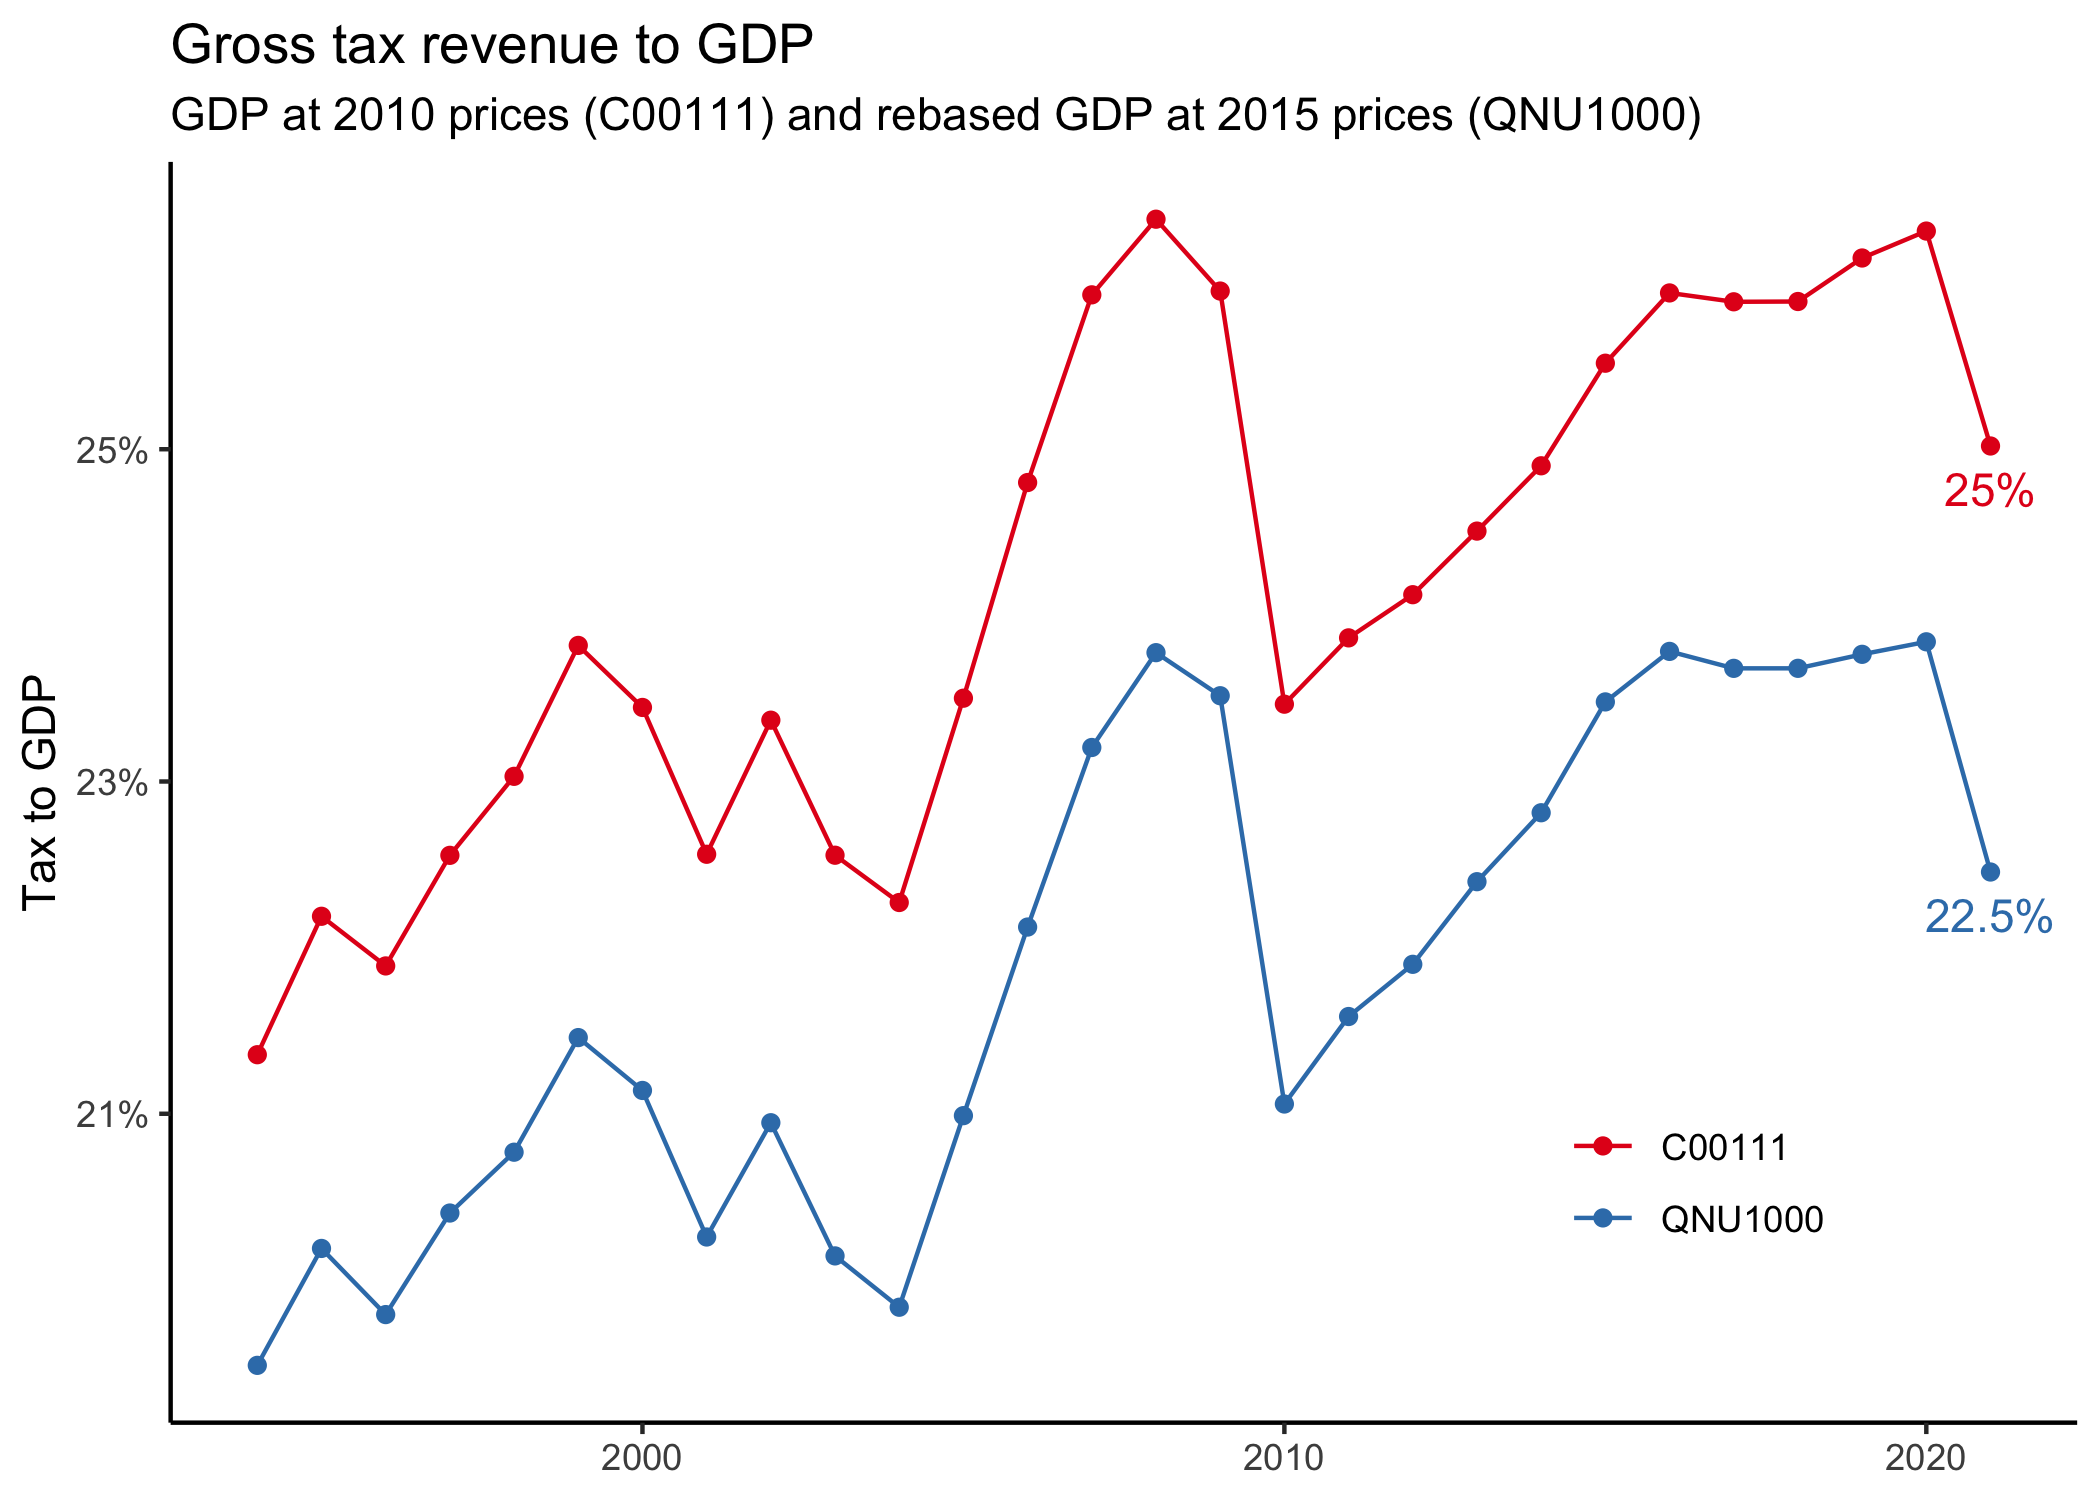 Gross tax revenue to GDP
GDP at 2010 prices (C00111) and rebased GDP at 2015 prices (QNU1000)
Tax to GDP
25%
23%
21%
25%
22.5%
C00111
QNU1000
2000
2010
2020